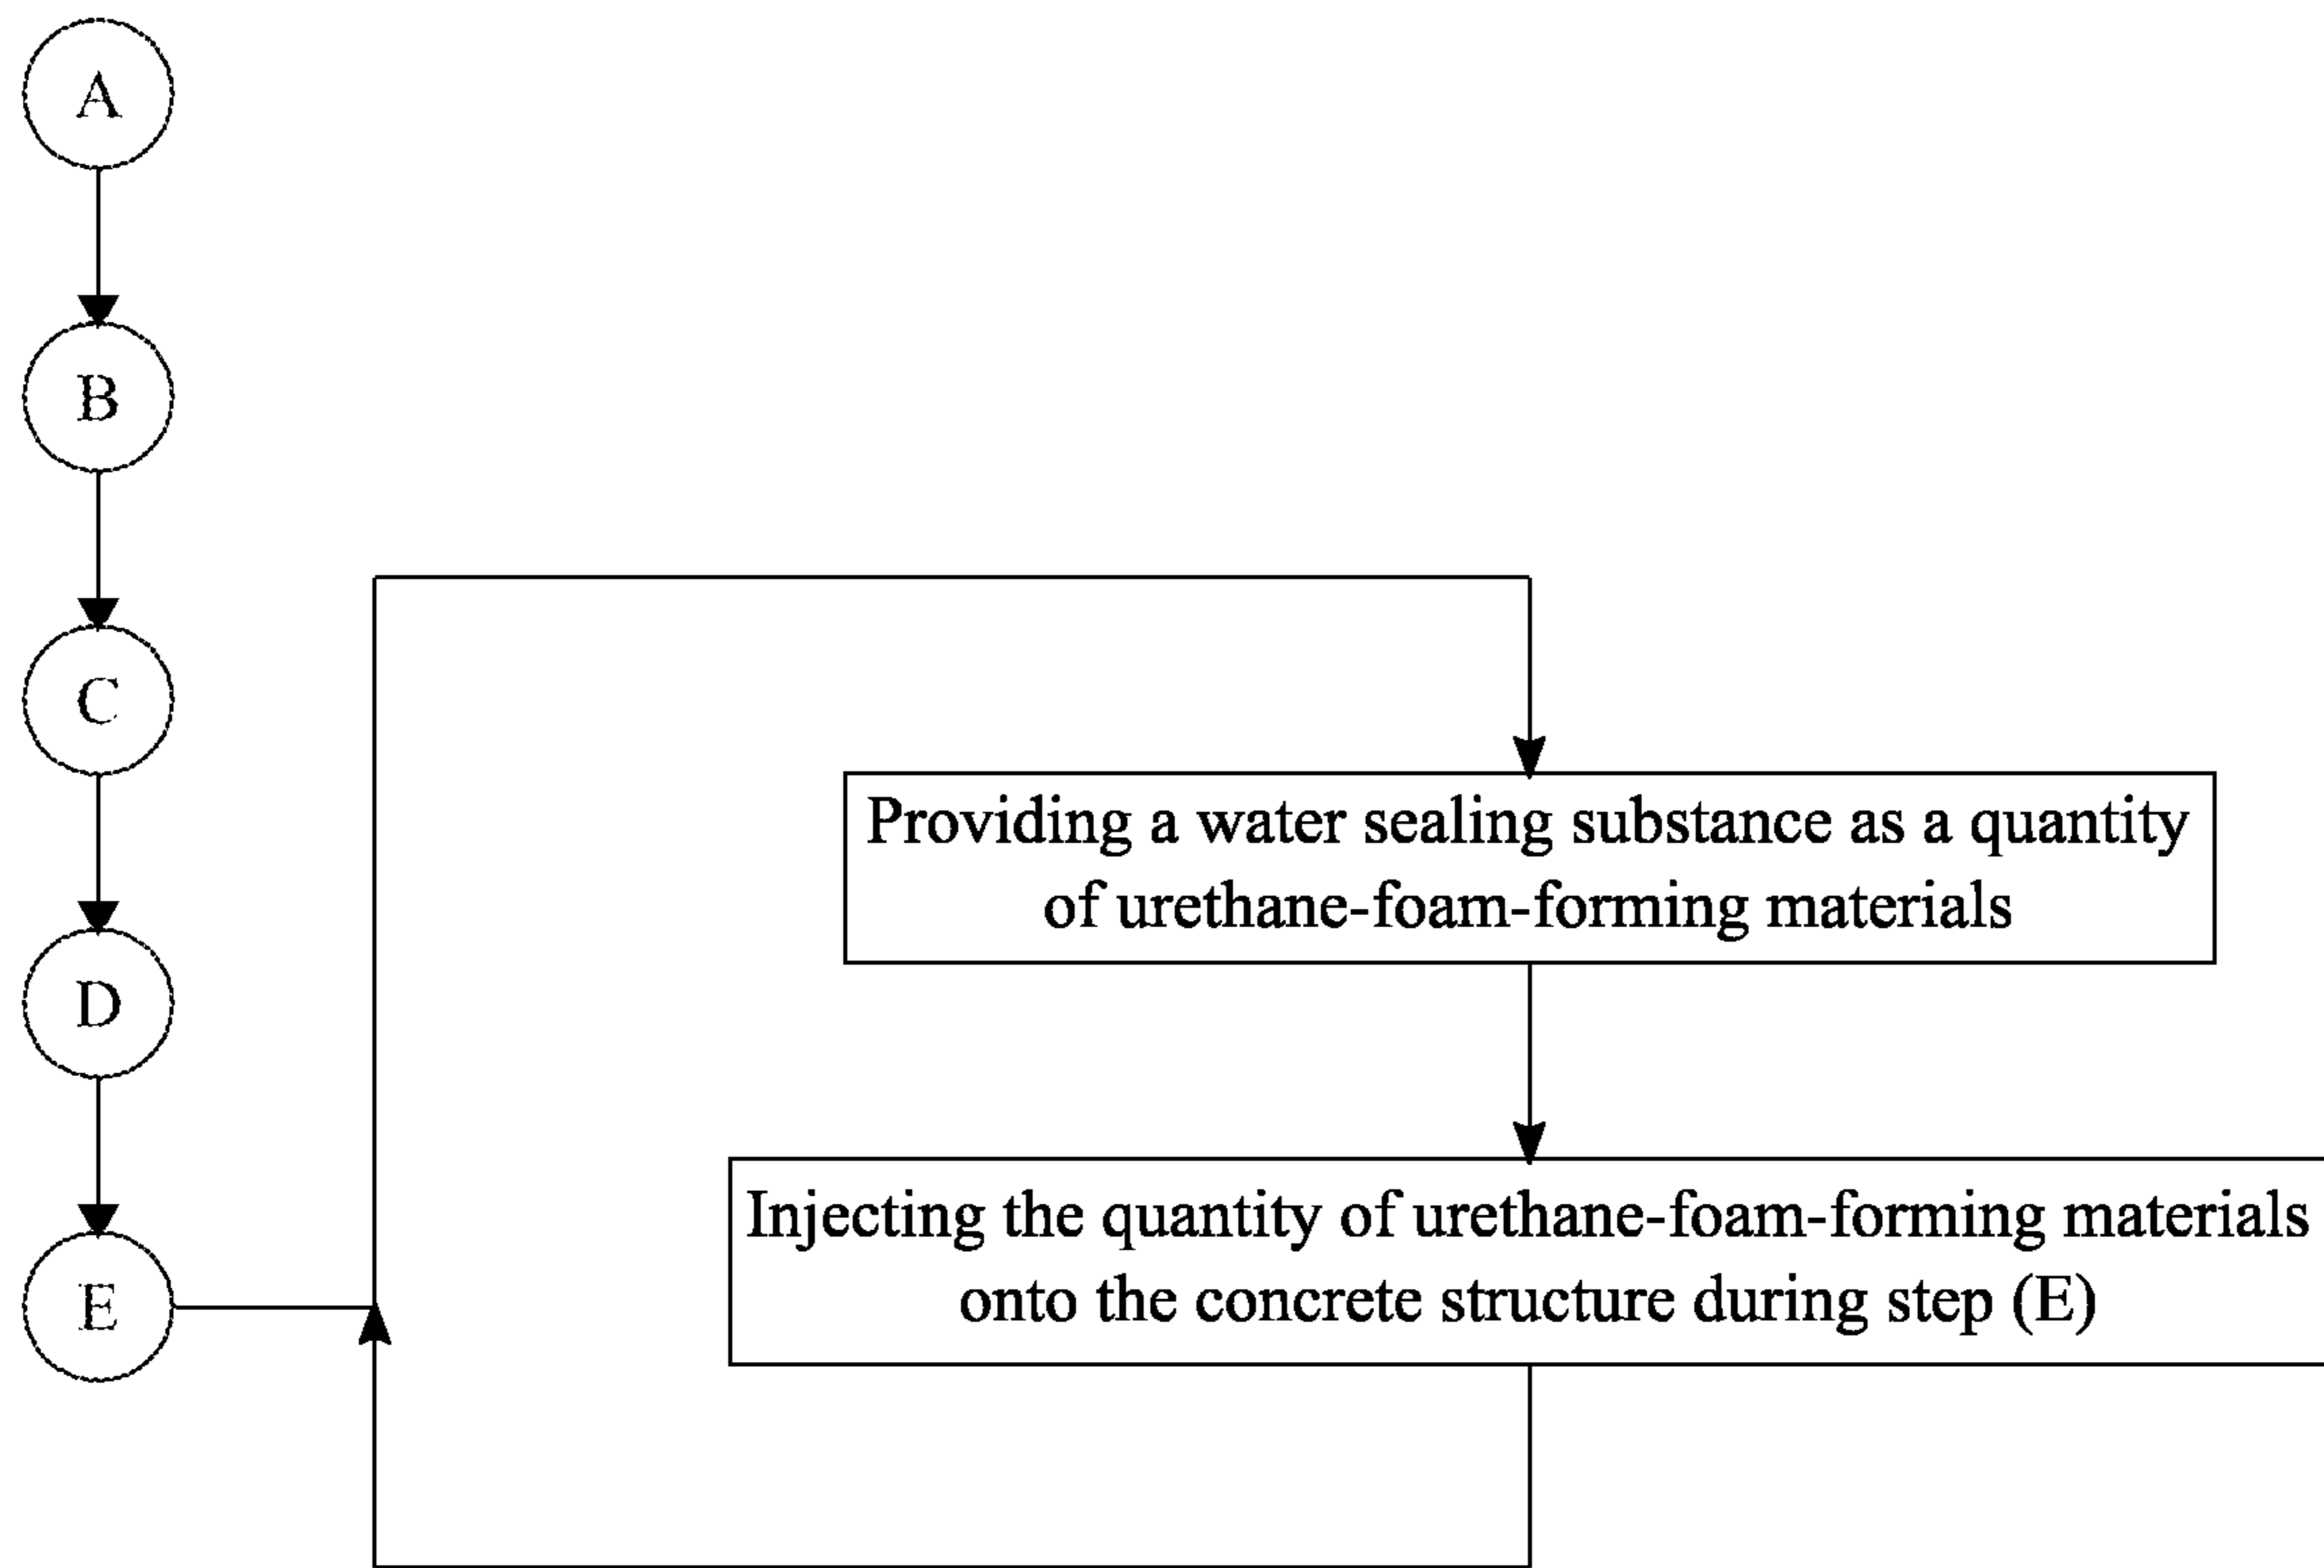 A
B
C
D
E
Providing a water sealing substance as a quantity
of urethane-foam-forming materials
Injecting the quantity of urethane-foam-forming materials
onto the concrete structure during step (E)